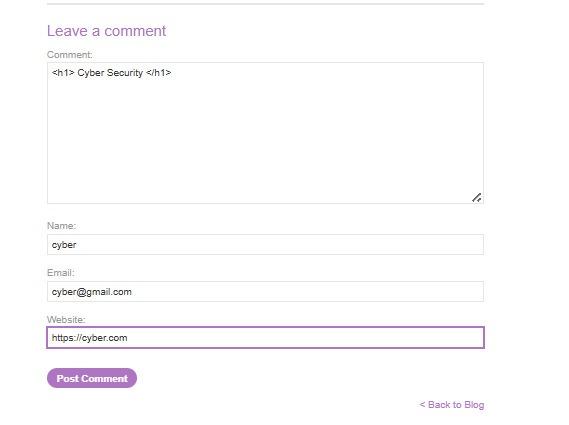 Leave a comment
Comment:
<h1> Cyber Security </h1>
Name:
cyber
Email:
cyber@gmail.com
Website:
https://cyber.com
Post Comment
< Back to Blog